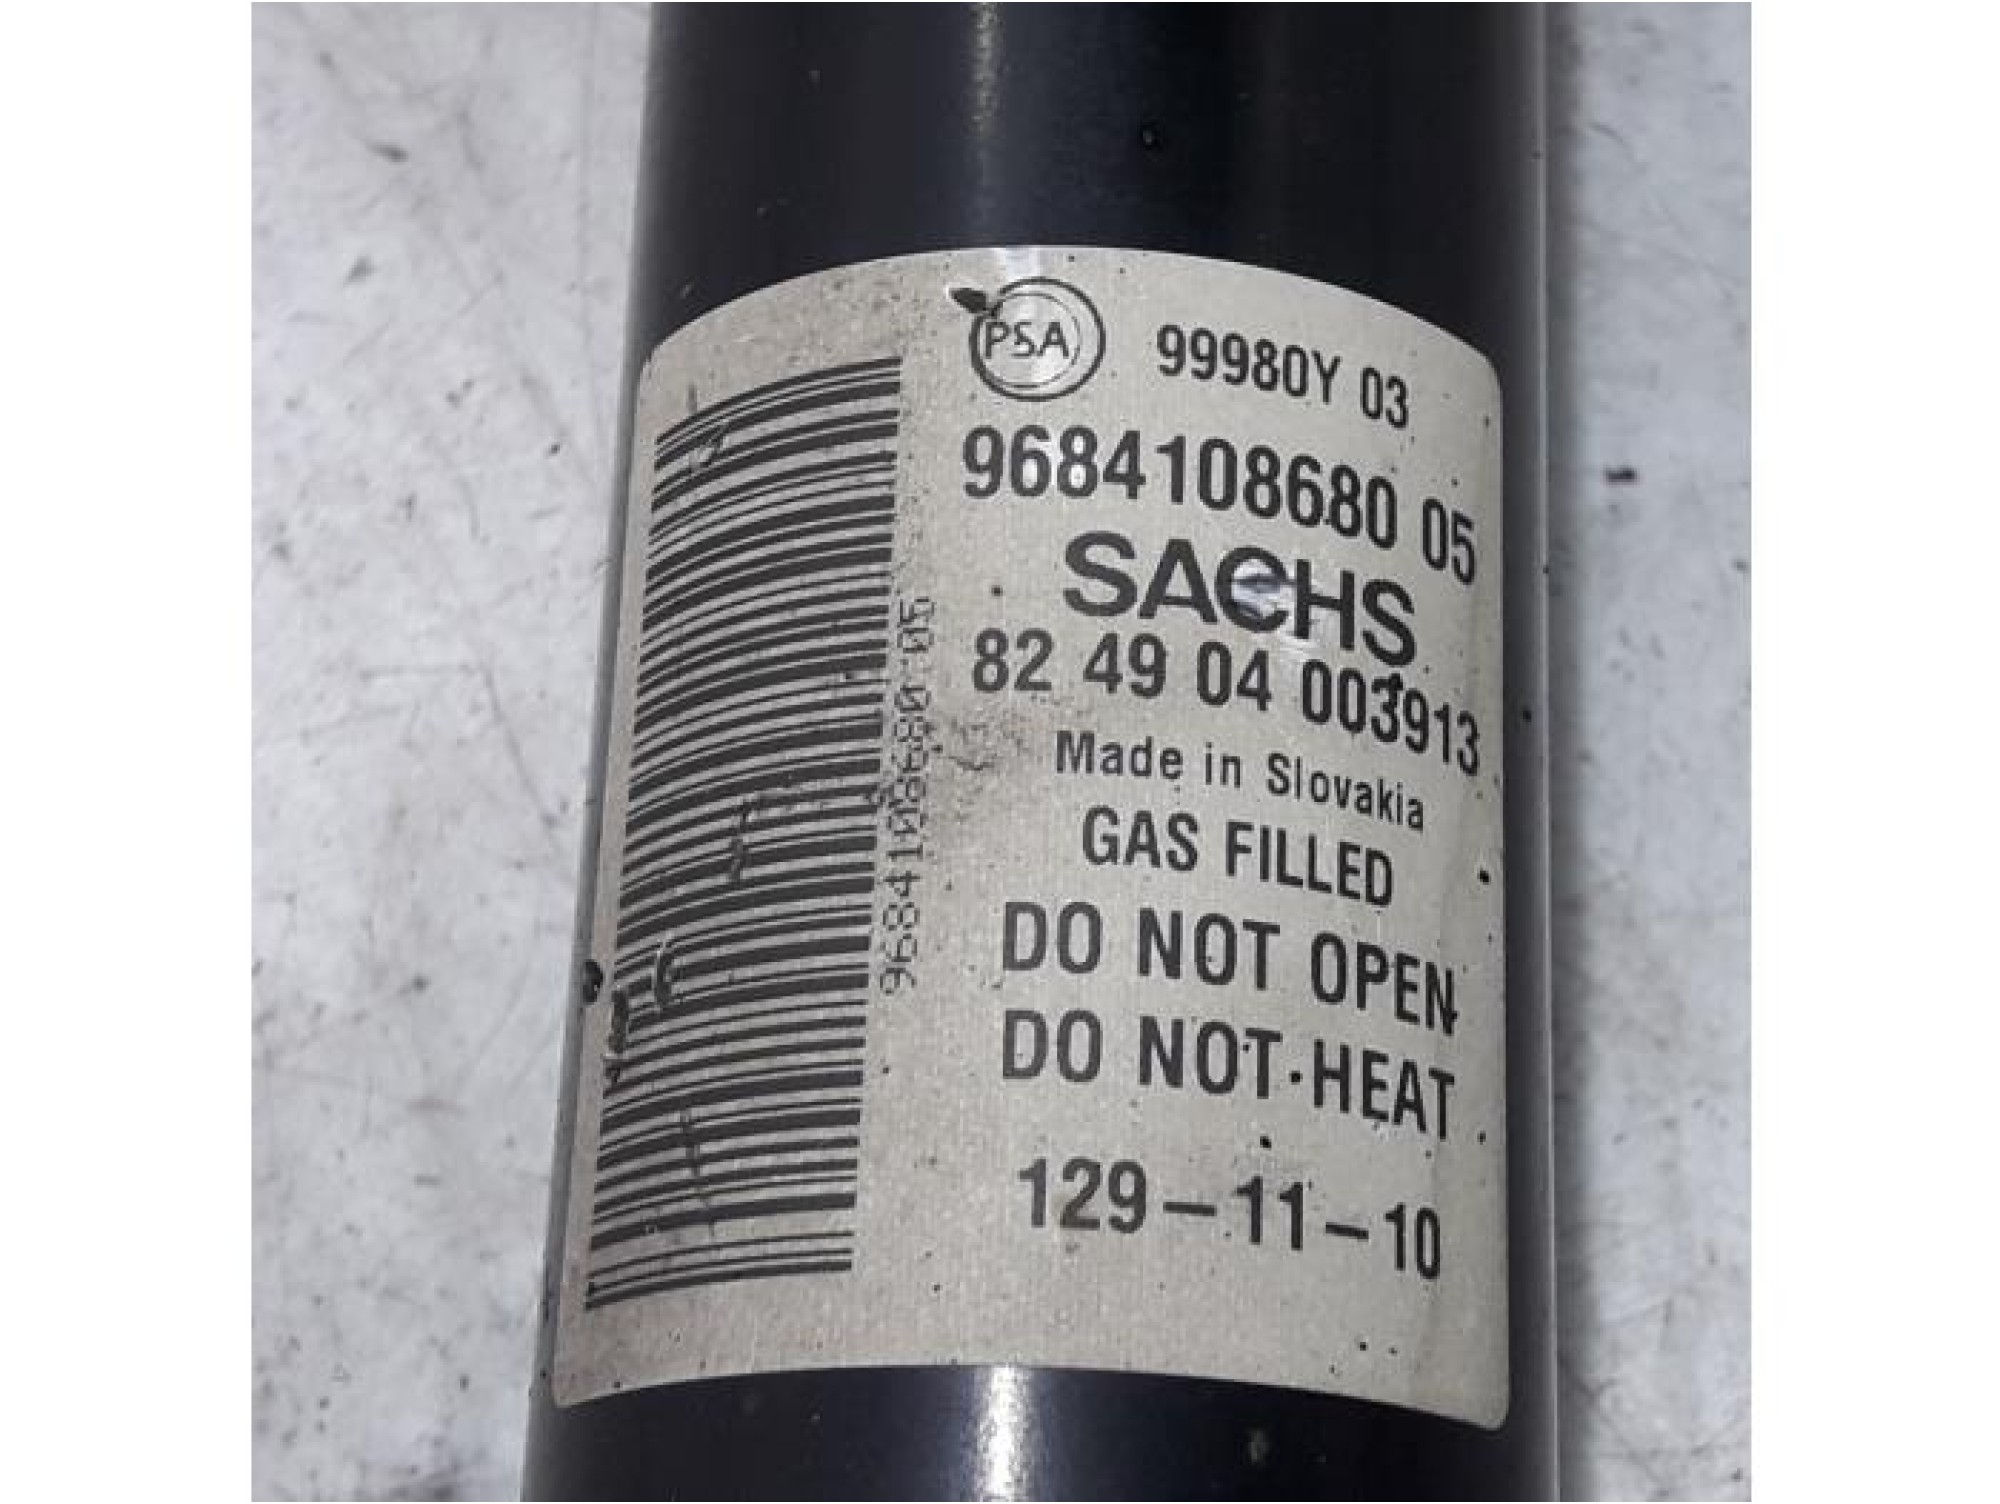 PSA 99980Y 03
9684108680 05
SACHS
82 49 04 003913
Made in Slovakia
GAS FILLED
DO NOT OPEN
DO NOT HEAT
129-11-10
9684108680 05